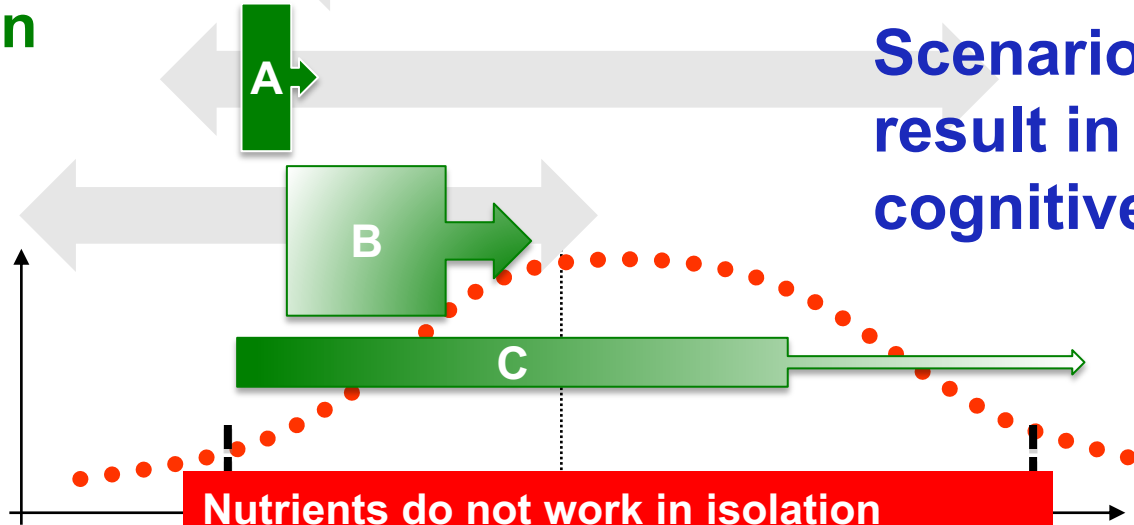 n
A
Scenario
result in
cognitive
B
C
Nutrients do not work in isolation